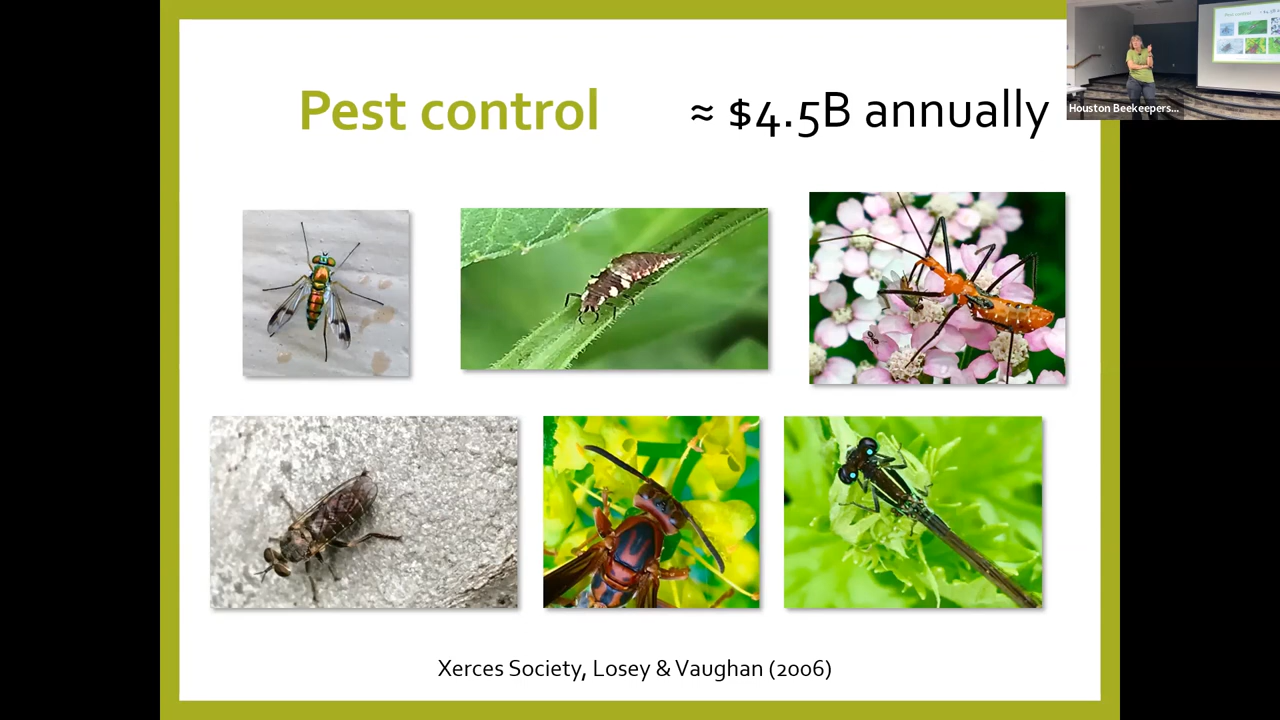 Pest control ≈ $4.5B annually
Houston Beekeepers...
Xerces Society, Losey & Vaughan (2006)